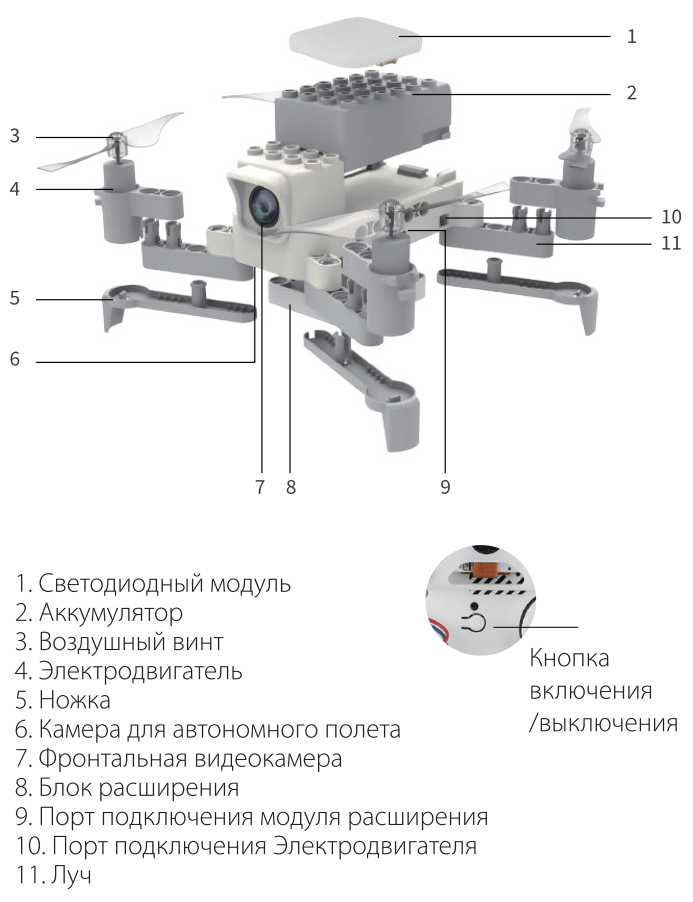 1
2
3
4
10
11
5
6
7 8 9
1. Светодиодный модуль
2. Аккумулятор
3. Воздушный винт
4. Электродвигатель
5. Ножка
6. Камера для автономного полета
7. Фронтальная видеокамера
8. Блок расширения
9. Порт подключения модуля расширения
10. Порт подключения Электродвигателя
11. Луч
Кнопка
включения
/выключения